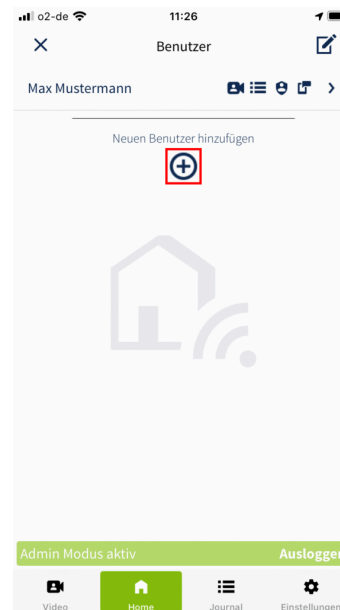 o2-de 11:26
Benutzer
Max Mustermann
Neuen Benutzer hinzufügen
Admin Modus aktiv Ausloggen
Video Home Journal Einstellungen